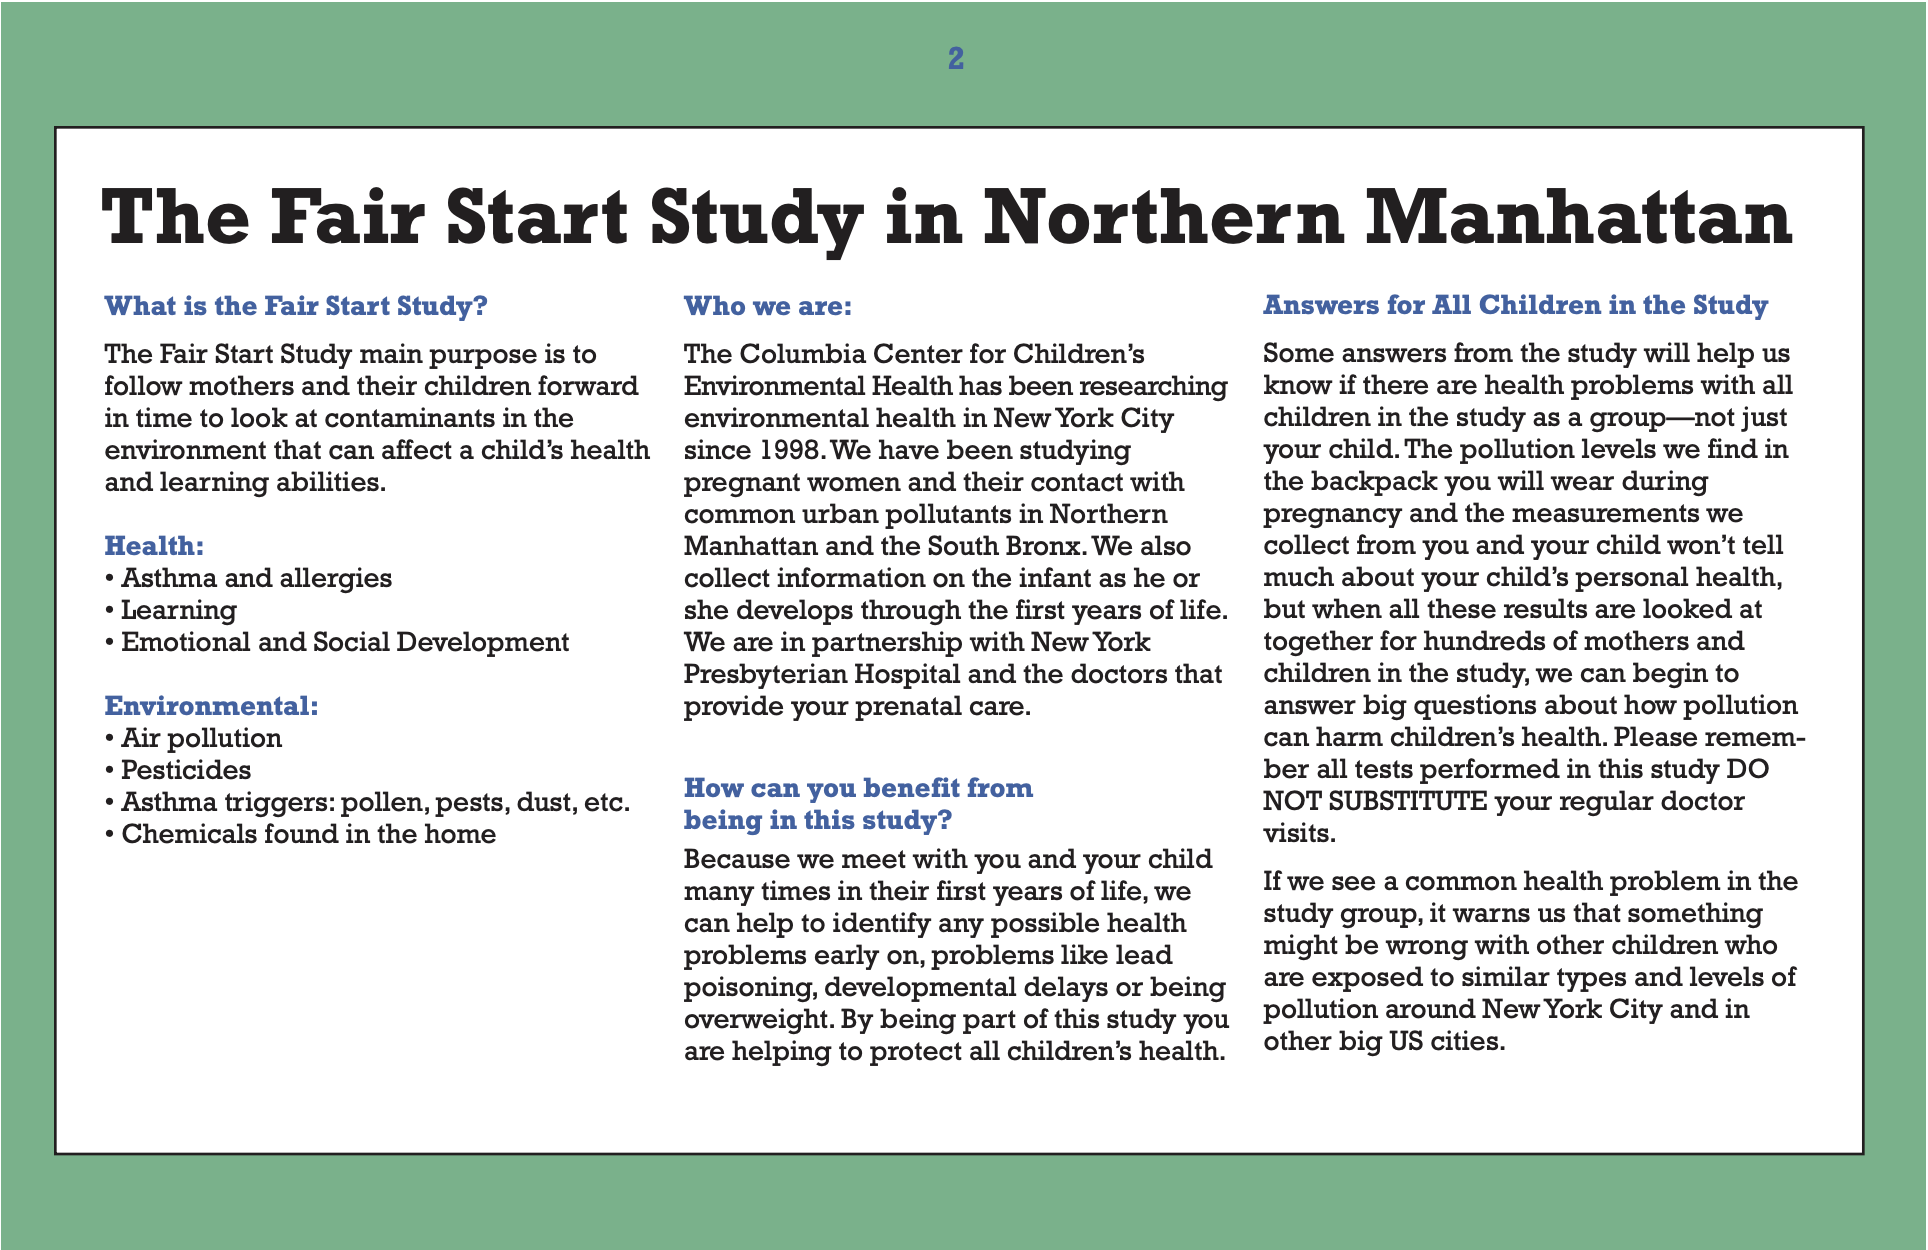 2
The Fair Start Study in Northern Manhattan
What is the Fair Start Study?
The Fair Start Study main purpose is to
follow mothers and their children forward
in time to look at contaminants in the
environment that can affect a child’s health
and learning abilities.
Health:
• Asthma and allergies
• Learning
• Emotional and Social Development
Environmental:
• Air pollution
• Pesticides
• Asthma triggers: pollen, pests, dust, etc.
• Chemicals found in the home
Who we are:
The Columbia Center for Children’s
Environmental Health has been researching
environmental health in New York City
since 1998. We have been studying
pregnant women and their contact with
common urban pollutants in Northern
Manhattan and the South Bronx. We also
collect information on the infant as he or
she develops through the first years of life.
We are in partnership with New York
Presbyterian Hospital and the doctors that
provide your prenatal care.
How can you benefit from
being in this study?
Because we meet with you and your child
many times in their first years of life, we
can help to identify any possible health
problems early on, problems like lead
poisoning, developmental delays or being
overweight. By being part of this study you
are helping to protect all children’s health.
Answers for All Children in the Study
Some answers from the study will help us
know if there are health problems with all
children in the study as a group—not just
your child. The pollution levels we find in
the backpack you will wear during
pregnancy and the measurements we
collect from you and your child won’t tell
much about your child’s personal health,
but when all these results are looked at
together for hundreds of mothers and
children in the study, we can begin to
answer big questions about how pollution
can harm children’s health. Please remem-
ber all tests performed in this study DO
NOT SUBSTITUTE your regular doctor
visits.
If we see a common health problem in the
study group, it warns us that something
might be wrong with other children who
are exposed to similar types and levels of
pollution around New York City and in
other big US cities.